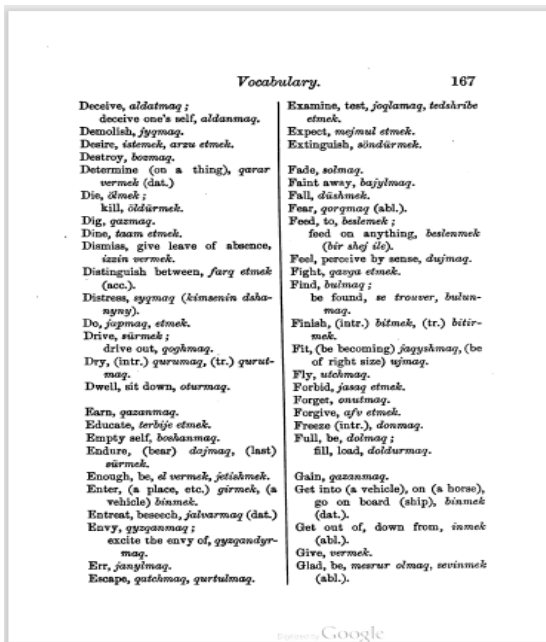 Vocabulary. 167
Deceive, aldatmaq ;
deceive one's self, aldanmaq.
Demolish, jyqmaq.
Desire, istemek, arzu etmek.
Destroy, bozmaq.
Determine (on a thing), qarar
vermek (dat.)
Die, ölmek ;
kill, öldürmek.
Dig, qazmaq.
Dine, taam etmek.
Dismiss, give leave of absence,
izzin vermek.
Distinguish between, farq etmek
(acc.).
Distress, syqmaq (kimsenin dsha-
nyny).
Do, japmaq, etmek.
Drive, sürmek ;
drive out, qoghmaq.
Dry, (intr.) qurumaq, (tr.) qurut-
maq.
Dwell, sit down, oturmaq.
Earn, qazanmaq.
Educate, terbije etmek.
Empty self, boshanmaq.
Endure, (bear) dajmaq, (last)
sürmek.
Enough, be, el vermek, jetishmek.
Enter, (a place, etc.) girmek, (a
vehicle) binmek.
Entreat, beseech, jalvarmaq (dat.)
Envy, qyzqanmaq ;
excite the envy of, qyzqandyr-
maq.
Err, janylmaq.
Escape, qatchmaq, qurtulmaq.
Examine, test, joqlamaq, tedshribe
etmek.
Expect, mejmul etmek.
Extinguish, söndürmek.
Fade, solmaq.
Faint away, bajylmaq.
Fall, düshmek.
Fear, qorqmaq (abl.).
Feed, to, beslemek ;
feed on anything, beslenmek
(bir shej ile).
Feel, perceive by sense, dujmaq.
Fight, qavga etmek.
Find, bulmaq ;
be found, se trouver, bulun-
maq.
Finish, (intr.) bitmek, (tr.) bitir-
mek.
Fit, (be becoming) jaqyshmaq, (be
of right size) ujmaq.
Fly, utchmaq.
Forbid, jasaq etmek.
Forget, onutmaq.
Forgive, afv etmek.
Freeze (intr.), donmaq.
Full, be, dolmaq ;
fill, load, doldurmaq.
Gain, qazanmaq.
Get into (a vehicle), on (a horse),
go on board (ship), binmek
(dat.).
Get out of, down from, inmek
(abl.).
Give, vermek.
Glad, be, mesrur olmaq, sevinmek
(abl.).
Digitized by Google